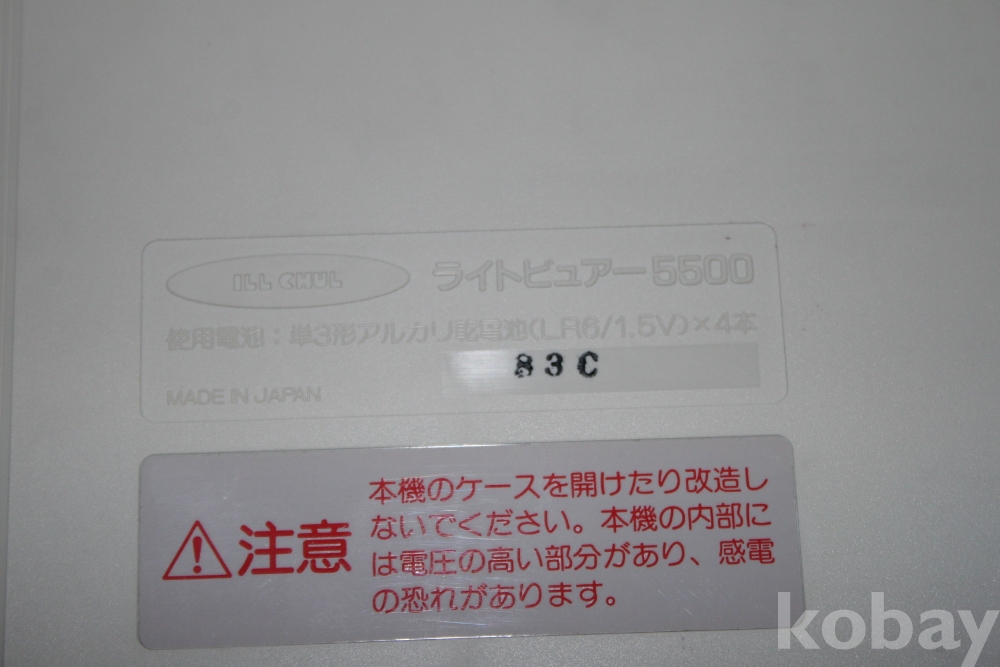 ILL CHUL
ライトビュアー5500
使用電池：単3形アルカリ乾電池(LR6/1.5V)×4本
83C
MADE IN JAPAN
⚠注意
本機のケースを開けたり改造し
ないでください。本機の内部に
は電圧の高い部分があり、感電
の恐れがあります。
kobay